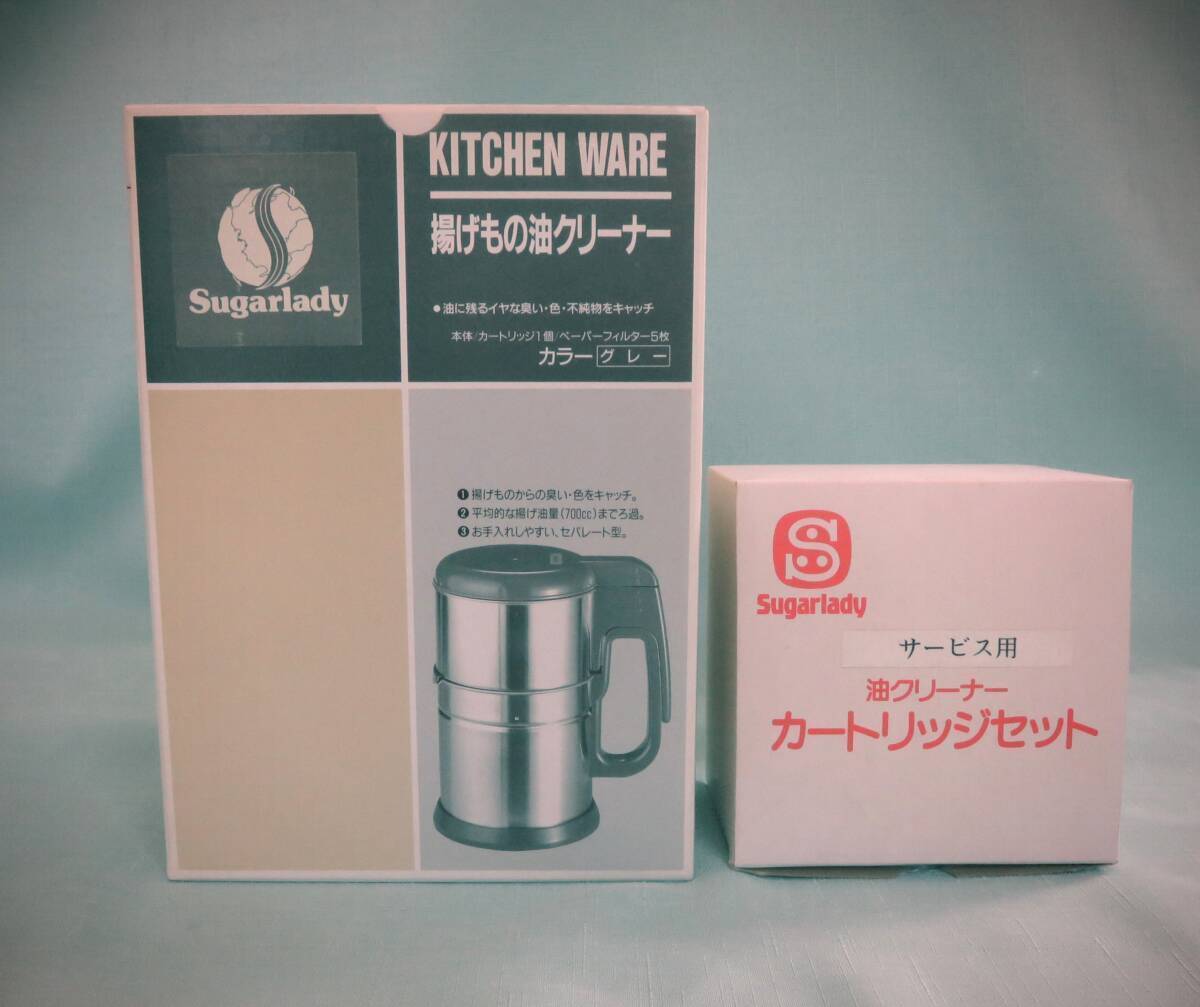 Sugarlady
KITCHEN WARE
揚げもの油クリーナー
●油に残るイヤな臭い・色・不純物をキャッチ
本体/カートリッジ1個/ペーパーフィルター5枚
カラー グレー
❶揚げものからの臭い・色をキャッチ。
❷平均的な揚げ油量(700cc)までろ過。
❸お手入れしやすい、セパレート型。
S
Sugarlady
サービス用
油クリーナー
カートリッジセット